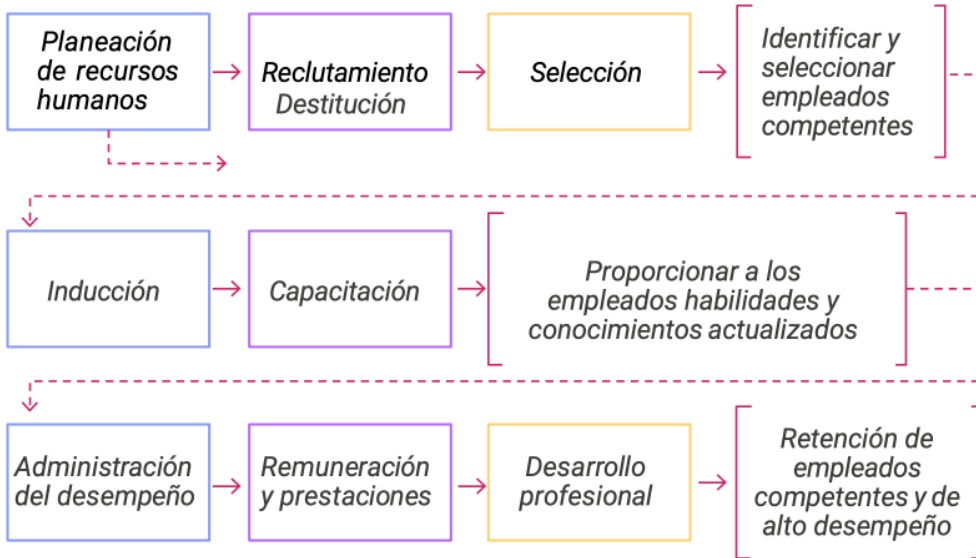 Planeación
de recursos
humanos
Reclutamiento
Destitución
Selección
Identificar y
seleccionar
empleados
competentes
Inducción
Capacitación
Proporcionar a los
empleados habilidades y
conocimientos actualizados
Administración
del desempeño
Remuneración
y prestaciones
Desarrollo
profesional
Retención de
empleados
competentes y de
alto desempeño